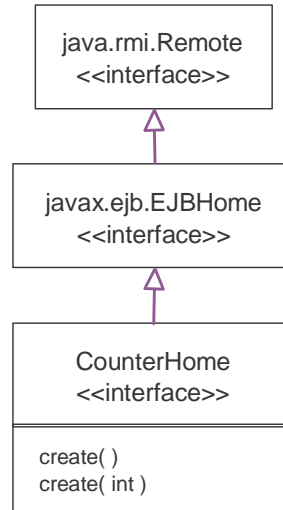 java.rmi.Remote
<<interface>>
javax.ejb.EJBHome
<<interface>>
CounterHome
<<interface>>
create( )
create( int )